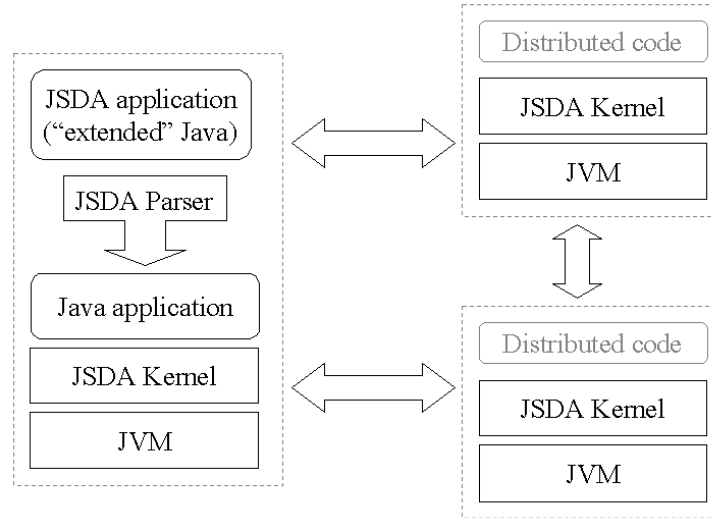 JSDA application
(“extended” Java)
JSDA Parser
Java application
JSDA Kernel
JVM
Distributed code
JSDA Kernel
JVM
Distributed code
JSDA Kernel
JVM